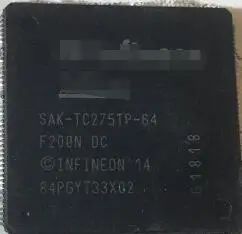 SAK-TC275TP-64
F200N DC
©INFINEON '14
84PGYT33X02
61818